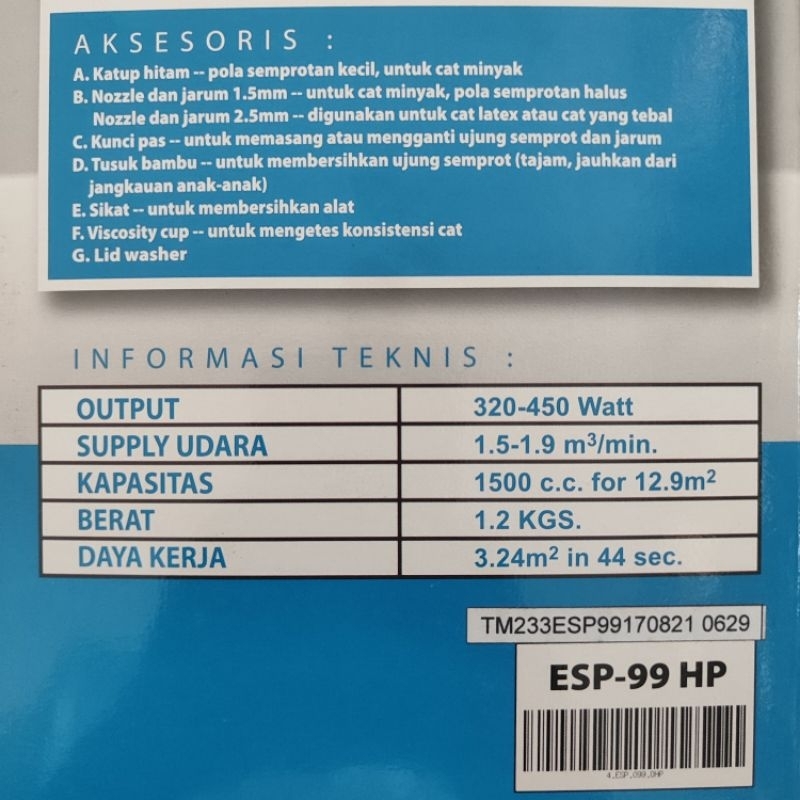 AKSESORIS :
A. Katup hitam -- pola semprotan kecil, untuk cat minyak
B. Nozzle dan jarum 1.5mm -- untuk cat minyak, pola semprotan halus
Nozzle dan jarum 2.5mm -- digunakan untuk cat latex atau cat yang tebal
C. Kunci pas -- untuk memasang atau mengganti ujung semprot dan jarum
D. Tusuk bambu -- untuk membersihkan ujung semprot (tajam, jauhkan dari
jangkauan anak-anak)
E. Sikat -- untuk membersihkan alat
F. Viscosity cup -- untuk mengetes konsistensi cat
G. Lid washer
INFORMASI TEKNIS :
OUTPUT 320-450 Watt
SUPPLY UDARA 1.5-1.9 m³/min.
KAPASITAS 1500 c.c. for 12.9m²
BERAT 1.2 KGS.
DAYA KERJA 3.24m² in 44 sec.
TM233ESP99170821 0629
ESP-99 HP
4.ESP.099.0HP